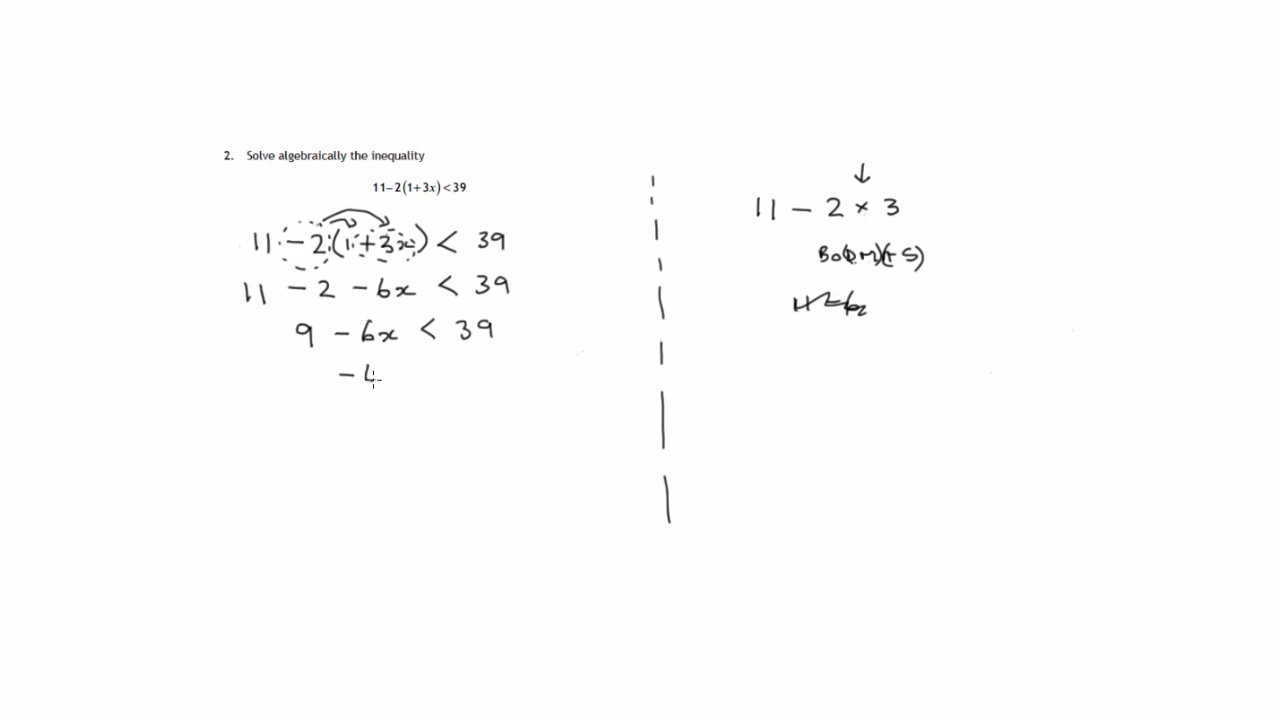 2. Solve algebraically the inequality
11-2(1+3x)<39
11 - 2(1+3x) < 39
11 - 2 - 6x < 39
9 - 6x < 39
-
11 - 2 × 3